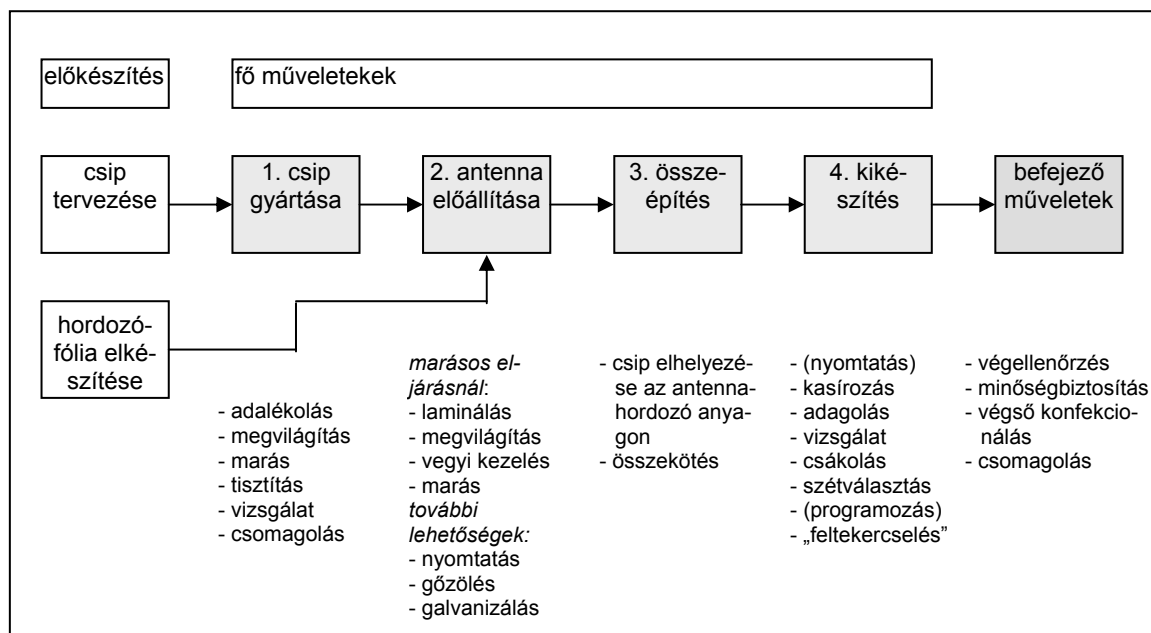 előkészítés
fő műveletekek
csip
tervezése
1. csip
gyártása
2. antenna
előállítása
3. össze-
építés
4. kiké-
szítés
befejező
műveletek
hordozó-
fólia elké-
szítése
- adalékolás
- megvilágítás
- marás
- tisztítás
- vizsgálat
- csomagolás
marásos el-
járásnál:
- laminálás
- megvilágítás
- vegyi kezelés
- marás
további
lehetőségek:
- nyomtatás
- gőzölés
- galvanizálás
- csip elhelyezé-
se az antenna-
hordozó anya-
gon
- összekötés
- (nyomtatás)
- kasírozás
- adagolás
- vizsgálat
- csákolás
- szétválasztás
- (programozás)
- „feltekercselés”
- végellenőrzés
- minőségbiztosítás
- végső konfekcio-
nálás
- csomagolás